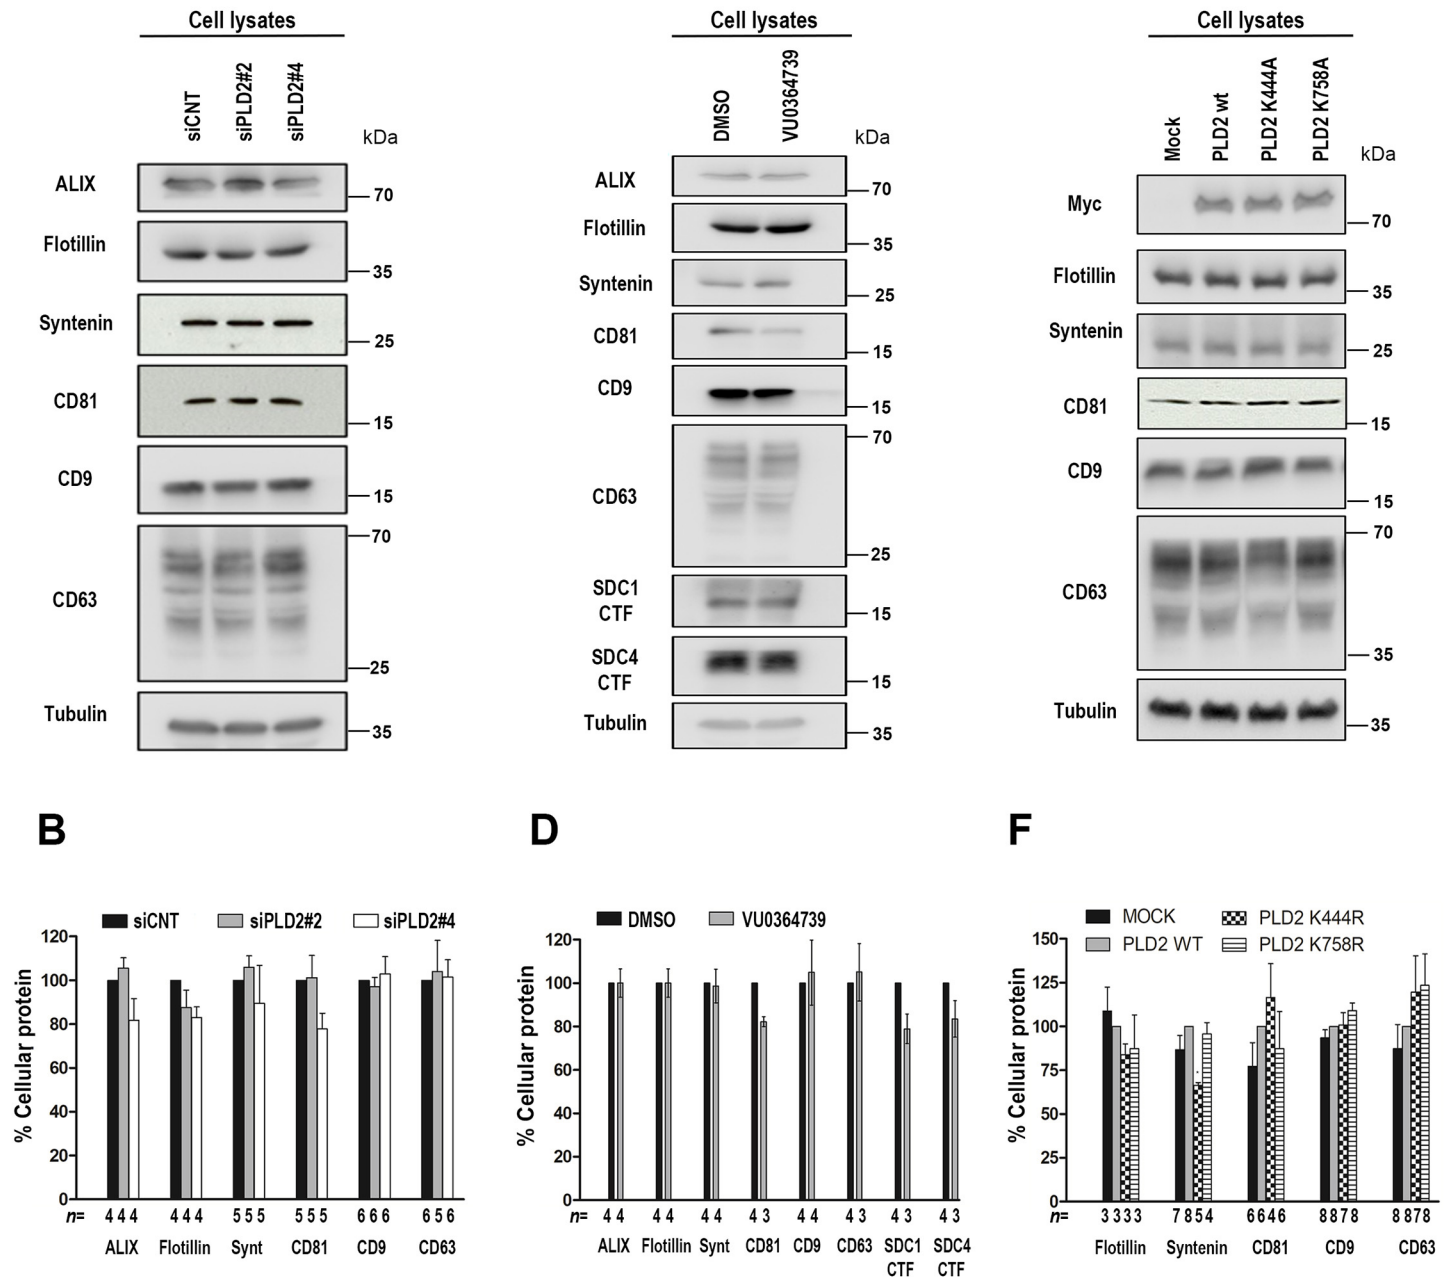 Cell lysates
siCNT
siPLD2#2
siPLD2#4
kDa
ALIX
70
Flotillin
35
Syntenin
25
CD81
15
CD9
15
CD63
70
25
Tubulin
35
Cell lysates
DMSO
VU0364739
kDa
ALIX
70
Flotillin
35
Syntenin
25
CD81
15
CD9
15
CD63
70
25
SDC1
CTF
15
SDC4
CTF
15
Tubulin
35
Cell lysates
Mock
PLD2 wt
PLD2 K444A
PLD2 K758A
kDa
Myc
70
Flotillin
35
Syntenin
25
CD81
15
CD9
15
CD63
70
35
Tubulin
35
B
siCNT siPLD2#2 siPLD2#4
% Cellular protein
120
100
80
60
40
20
0
n= 4 4 4 4 4 4 5 5 5 5 5 5 6 6 6 6 5 6
ALIX Flotillin Synt CD81 CD9 CD63
D
DMSO VU0364739
% Cellular protein
120
100
80
60
40
20
0
n= 4 4 4 4 4 4 4 3 4 4 4 3 4 3 4 3
ALIX Flotillin Synt CD81 CD9 CD63 SDC1 SDC4
CTF CTF
F
MOCK PLD2 K444R
PLD2 WT PLD2 K758R
% Cellular protein
150
125
100
75
50
25
0
n= 3 3 3 3 7 8 5 4 6 6 4 6 8 8 7 8 8 8 7 8
Flotillin Syntenin CD81 CD9 CD63